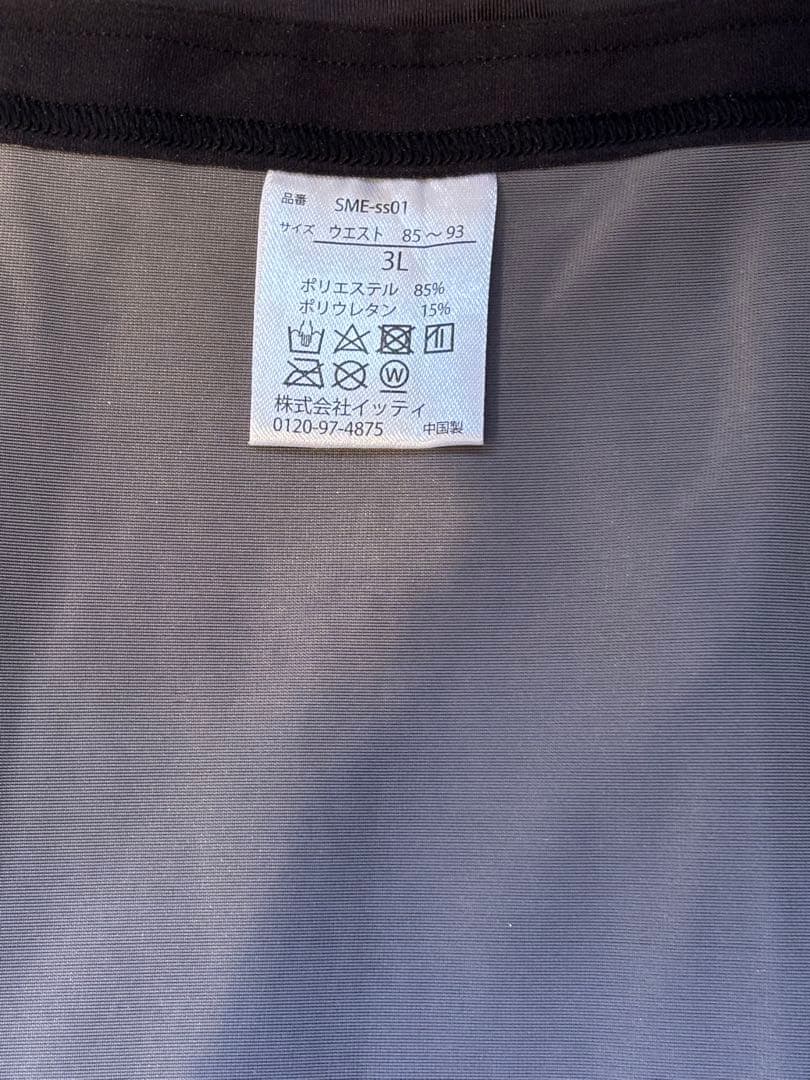 品番 SME-ss01
サイズ ウエスト 85～93
3L
ポリエステル 85%
ポリウレタン 15%
W
株式会社イッティ
0120-97-4875 中国製